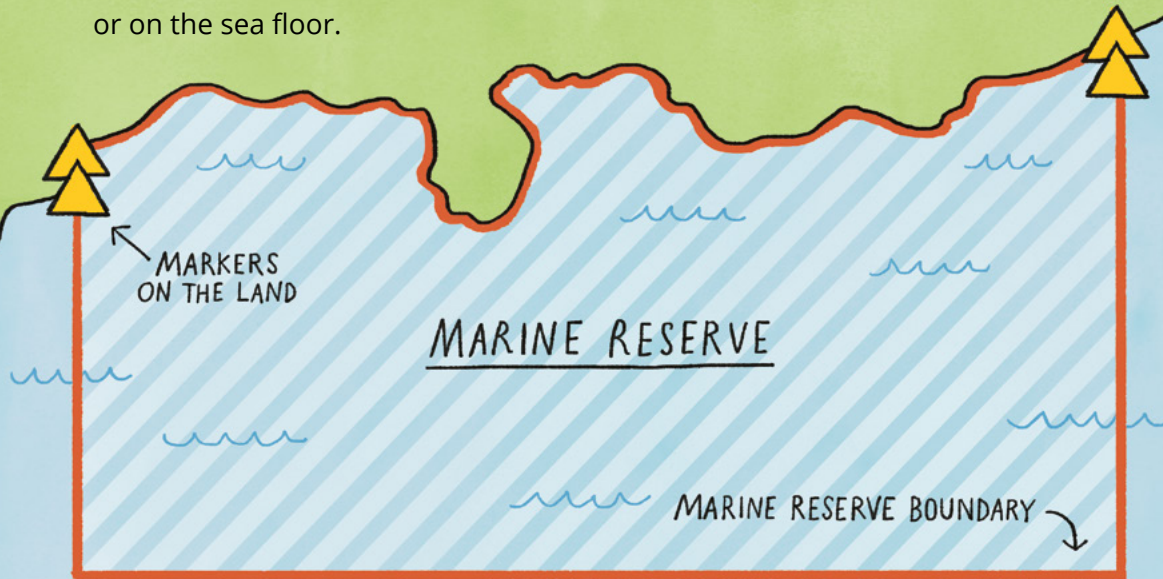 or on the sea floor.
MARKERS
ON THE LAND
MARINE RESERVE
MARINE RESERVE BOUNDARY